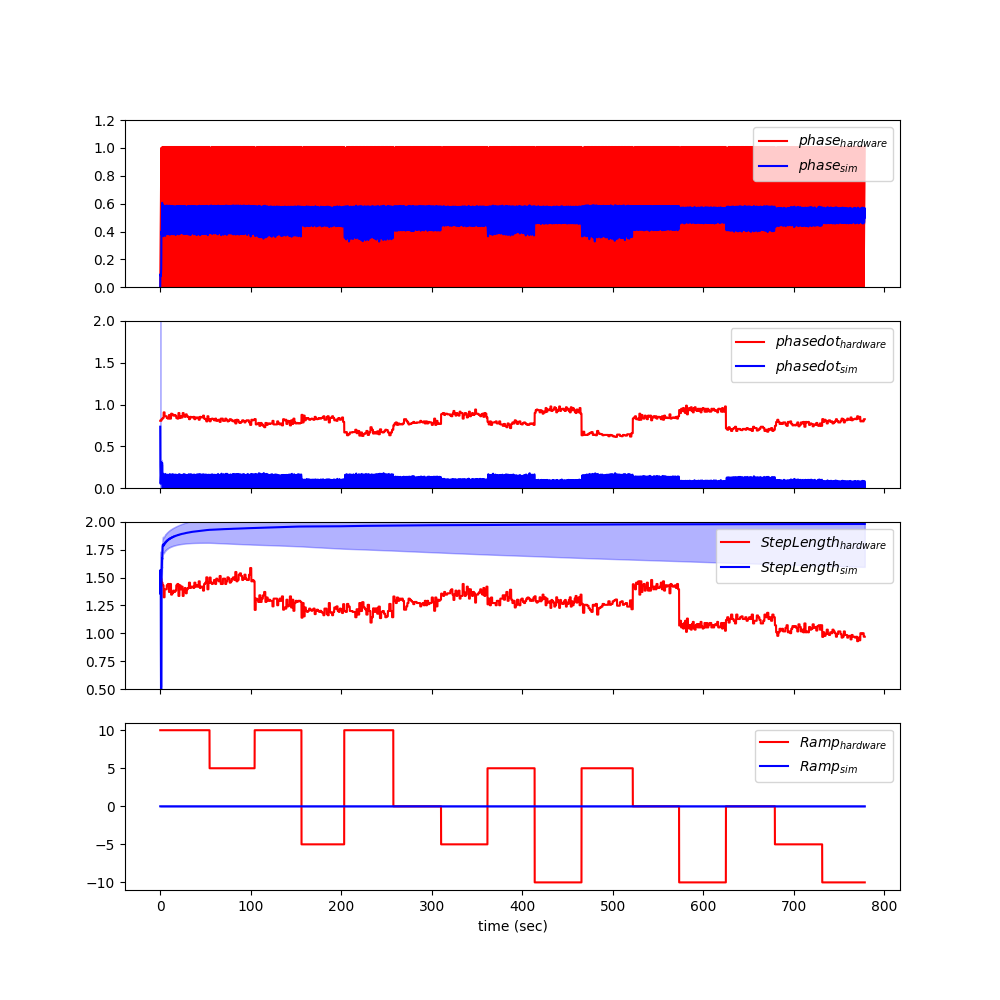 1.2
1.0
0.8
0.6
0.4
0.2
0.0
phase_hardware
phase_sim
2.0
1.5
1.0
0.5
0.0
phasedot_hardware
phasedot_sim
2.00
1.75
1.50
1.25
1.00
0.75
0.50
StepLength_hardware
StepLength_sim
10
5
0
−5
−10
Ramp_hardware
Ramp_sim
0 100 200 300 400 500 600 700 800
time (sec)